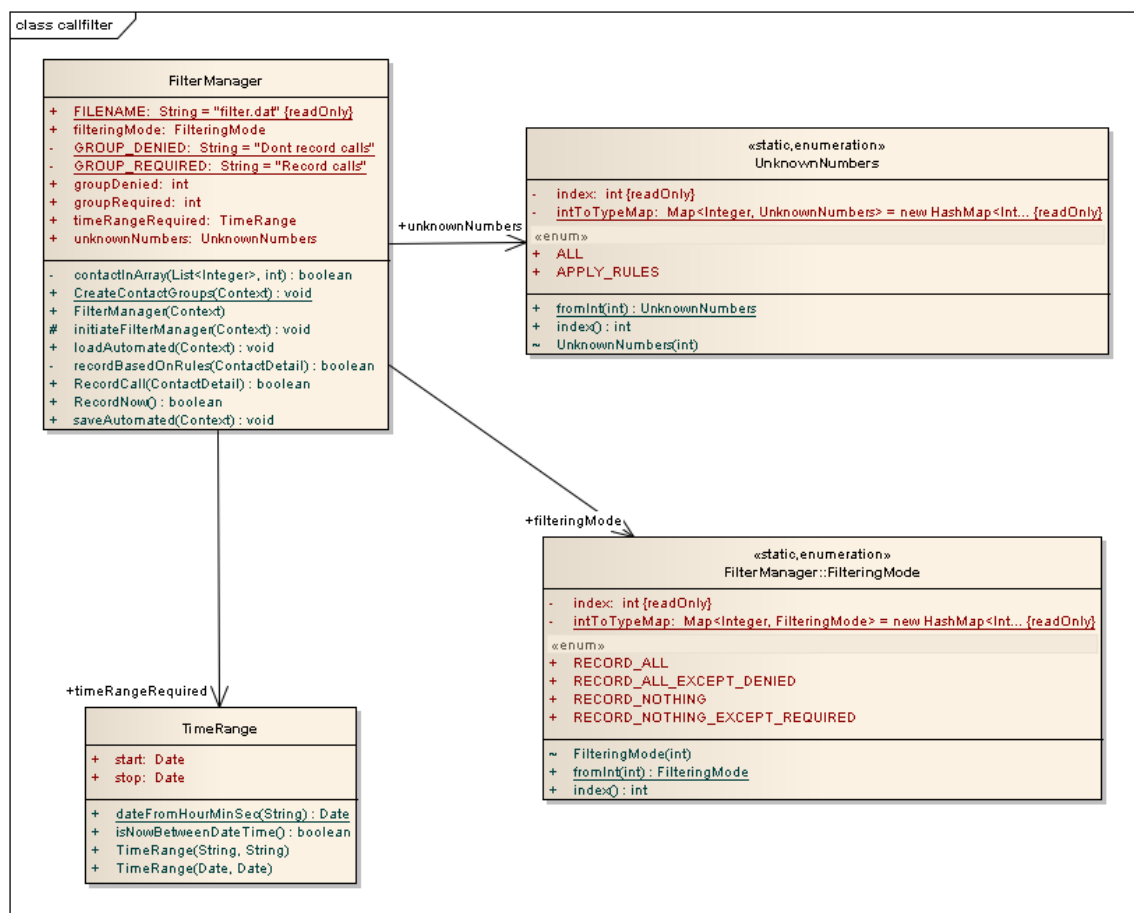 class callfilter
FilterManager
+ FILENAME: String = "filter.dat" {readOnly}
+ filteringMode: FilteringMode
- GROUP_DENIED: String = "Dont record calls"
- GROUP_REQUIRED: String = "Record calls"
+ groupDenied: int
+ groupRequired: int
+ timeRangeRequired: TimeRange
+ unknownNumbers: UnknownNumbers
- contactInArray(List<Integer>, int) : boolean
+ CreateContactGroups(Context) : void
+ FilterManager(Context)
# initiateFilterManager(Context) : void
+ loadAutomated(Context) : void
- recordBasedOnRules(ContactDetail) : boolean
+ RecordCall(ContactDetail) : boolean
+ RecordNow() : boolean
+ saveAutomated(Context) : void
+unknownNumbers
«static,enumeration»
UnknownNumbers
- index: int {readOnly}
- intToTypeMap: Map<Integer, UnknownNumbers> = new HashMap<Int... {readOnly}
«enum»
+ ALL
+ APPLY_RULES
+ fromInt(int) : UnknownNumbers
+ index() : int
~ UnknownNumbers(int)
+filteringMode
«static,enumeration»
FilterManager::FilteringMode
- index: int {readOnly}
- intToTypeMap: Map<Integer, FilteringMode> = new HashMap<Int... {readOnly}
«enum»
+ RECORD_ALL
+ RECORD_ALL_EXCEPT_DENIED
+ RECORD_NOTHING
+ RECORD_NOTHING_EXCEPT_REQUIRED
~ FilteringMode(int)
+ fromInt(int) : FilteringMode
+ index() : int
+timeRangeRequired
TimeRange
+ start: Date
+ stop: Date
+ dateFromHourMinSec(String) : Date
+ isNowBetweenDateTime() : boolean
+ TimeRange(String, String)
+ TimeRange(Date, Date)